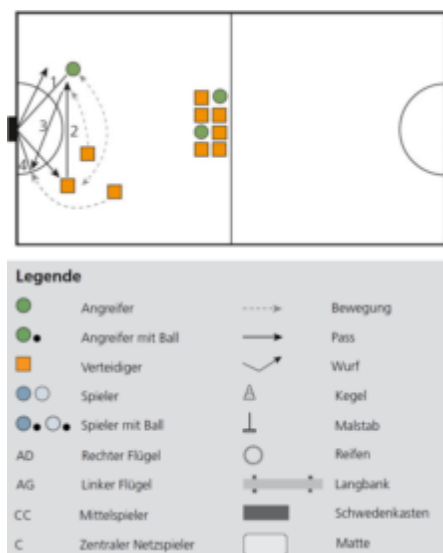 1
3
2
4
Legende
Angreifer
Bewegung
Angreifer mit Ball
Pass
Verteidiger
Wurf
Spieler
Kegel
Spieler mit Ball
Malstab
AD Rechter Flügel
Reifen
AG Linker Flügel
Langbank
CC Mittelspieler
Schwedenkasten
C Zentraler Netzspieler
Matte